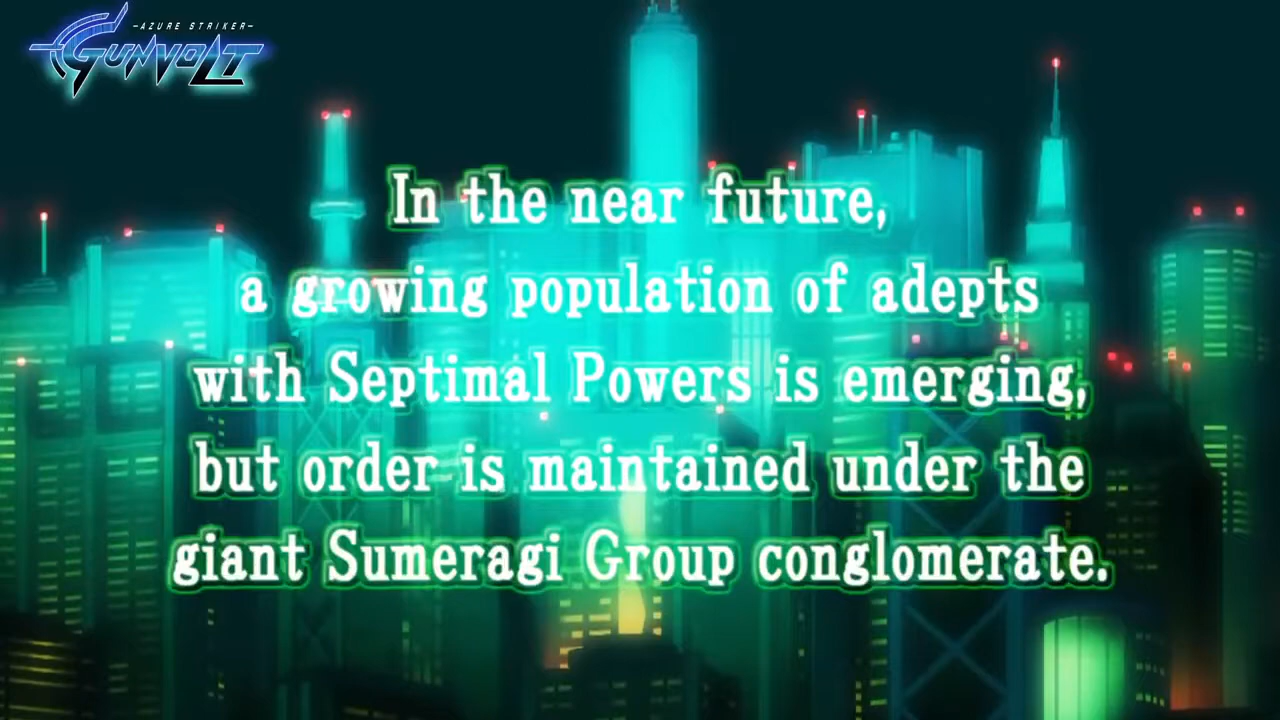 -AZURE STRIKER-
GUNVOLT
In the near future,
a growing population of adepts
with Septimal Powers is emerging,
but order is maintained under the
giant Sumeragi Group conglomerate.